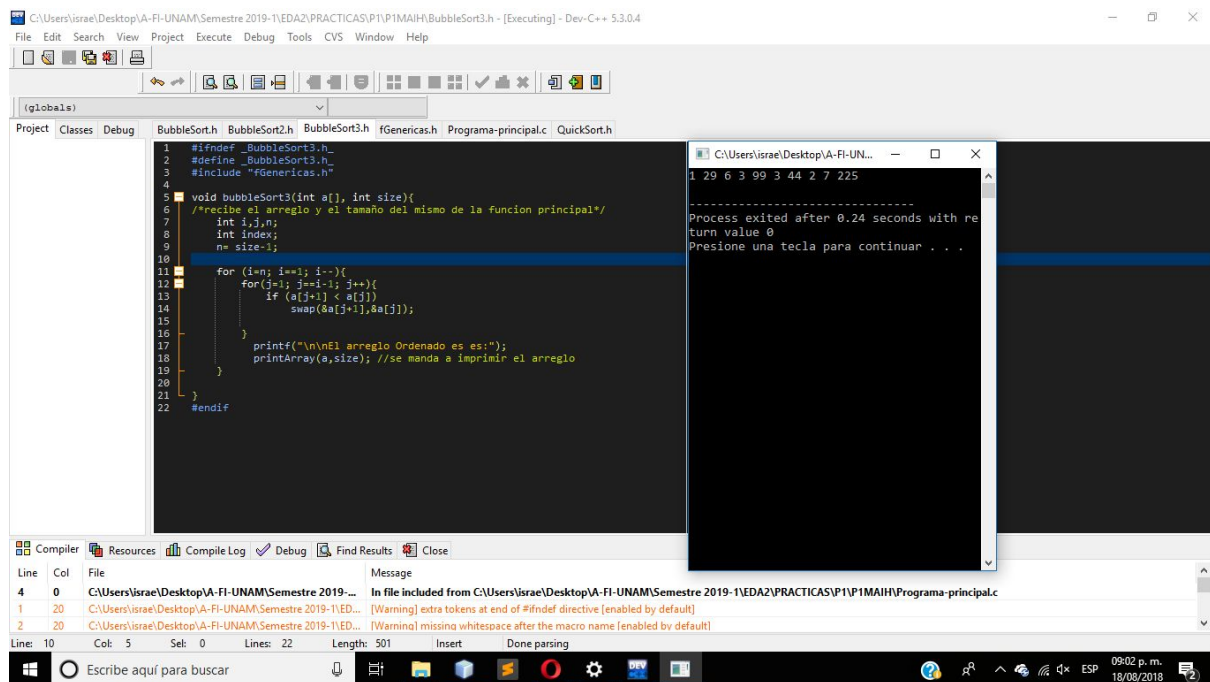 C:\Users\israe\Desktop\A-FI-UNAM\Semestre 2019-1\EDA2\PRACTICAS\P1\P1MAIH\BubbleSort3.h - [Executing] - Dev-C++ 5.3.0.4
File Edit Search View Project Execute Debug Tools CVS Window Help
(globals)
Project Classes Debug BubbleSort.h BubbleSort2.h BubbleSort3.h fGenericas.h Programa-principal.c QuickSort.h
1 #ifndef _BubbleSort3.h_
2 #define _BubbleSort3.h_
3 #include "fGenericas.h"
4
5 void bubbleSort3(int a[], int size){
6 /*recibe el arreglo y el tamaño del mismo de la funcion principal*/
7 int i,j,n;
8 int index;
9 n= size-1;
10
11 for (i=n; i==1; i--){
12 for(j=1; j==i-1; j++){
13 if (a[j+1] < a[j])
14 swap(&a[j+1],&a[j]);
15
16 }
17 printf("\n\nEl arreglo Ordenado es es:");
18 printArray(a,size); //se manda a imprimir el arreglo
19 }
20
21 }
22 #endif
C:\Users\israe\Desktop\A-FI-UN...
1 29 6 3 99 3 44 2 7 225
--------------------------------
Process exited after 0.24 seconds with re
turn value 0
Presione una tecla para continuar . . .
Compiler Resources Compile Log Debug Find Results Close
Line Col File Message
4 0 C:\Users\israe\Desktop\A-FI-UNAM\Semestre 2019-... In file included from C:\Users\israe\Desktop\A-FI-UNAM\Semestre 2019-1\EDA2\PRACTICAS\P1\P1MAIH\Programa-principal.c
1 20 C:\Users\israe\Desktop\A-FI-UNAM\Semestre 2019-1\ED... [Warning] extra tokens at end of #ifndef directive [enabled by default]
2 20 C:\Users\israe\Desktop\A-FI-UNAM\Semestre 2019-1\ED... [Warning] missing whitespace after the macro name [enabled by default]
Line: 10 Col: 5 Sel: 0 Lines: 22 Length: 501 Insert Done parsing
Escribe aquí para buscar
DEV
ESP
09:02 p. m.
18/08/2018